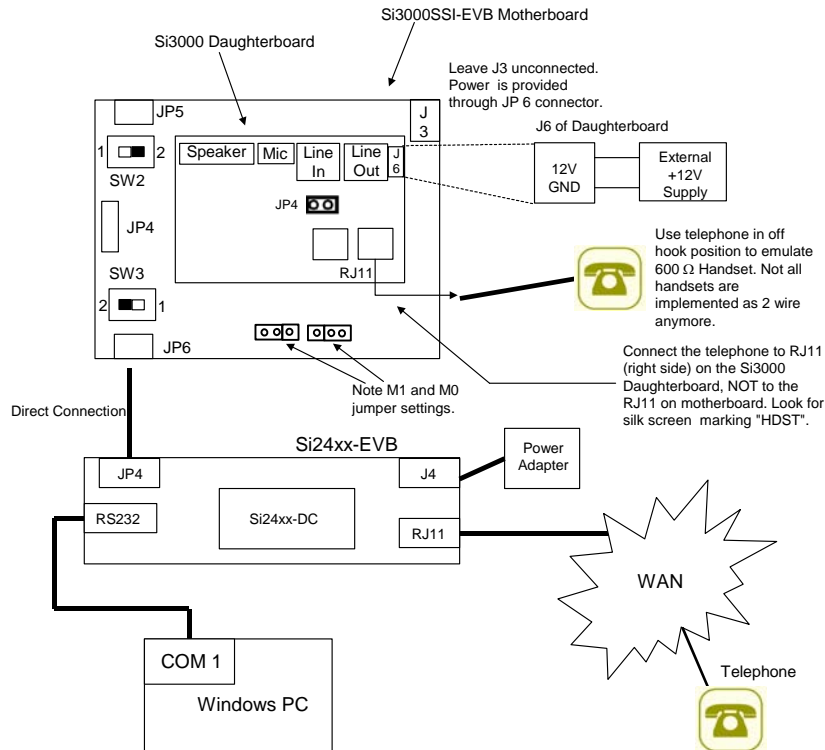 Si3000SSI-EVB Motherboard
Si3000 Daughterboard
Leave J3 unconnected.
Power is provided
through JP 6 connector.
JP5
J
3
J6 of Daughterboard
1
2
SW2
Speaker
Mic
Line
In
Line
Out
J
6
12V
GND
External
+12V
Supply
JP4
JP4
RJ11
Use telephone in off
hook position to emulate
600 Ω Handset. Not all
handsets are
implemented as 2 wire
anymore.
SW3
2
1
JP6
Note M1 and M0
jumper settings.
Connect the telephone to RJ11
(right side) on the Si3000
Daughterboard, NOT to the
RJ11 on motherboard. Look for
silk screen marking "HDST".
Direct Connection
Si24xx-EVB
JP4
J4
Power
Adapter
RS232
Si24xx-DC
RJ11
WAN
COM 1
Windows PC
Telephone